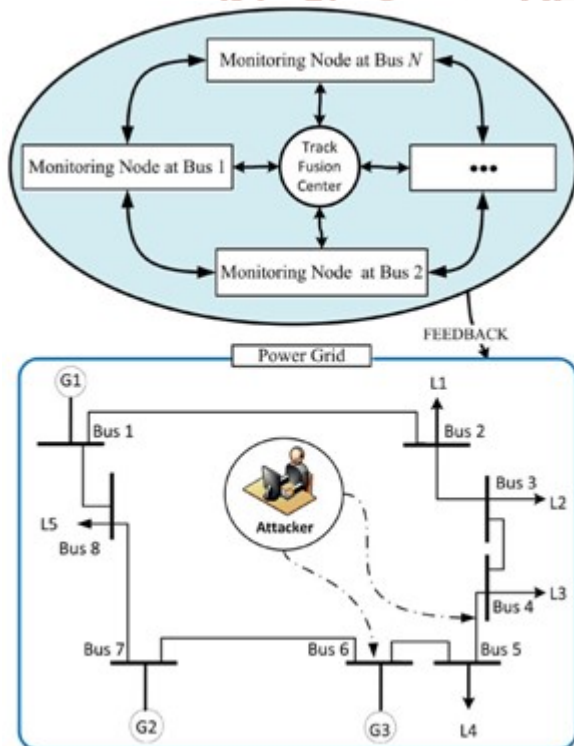 Monitoring Node at Bus N
Monitoring Node at Bus 1
Track
Fusion
Center
•••
Monitoring Node at Bus 2
FEEDBACK
Power Grid
G1
L1
Bus 1
Bus 2
Bus 3
L2
Attacker
L5
Bus 8
L3
Bus 4
Bus 7
Bus 6
Bus 5
G2
G3
L4